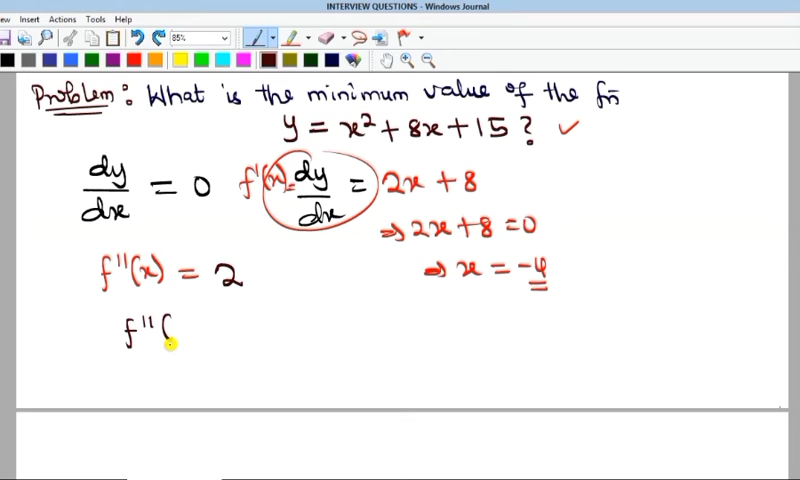 INTERVIEW QUESTIONS - Windows Journal
ew Insert Actions Tools Help
85%
Problem: What is the minimum value of the fn
y = x² + 8x + 15 ? ✓
dy/dx = 0 f'(x) = dy/dx = 2x + 8
⇒ 2x + 8 = 0
f''(x) = 2 ⇒ x = -4
f''(